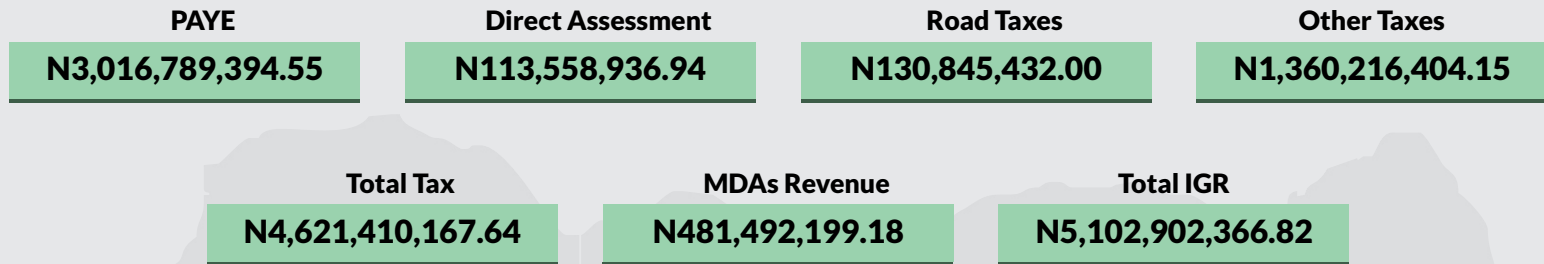 PAYE Direct Assessment Road Taxes Other Taxes
N3,016,789,394.55 N113,558,936.94 N130,845,432.00 N1,360,216,404.15
Total Tax MDAs Revenue Total IGR
N4,621,410,167.64 N481,492,199.18 N5,102,902,366.82